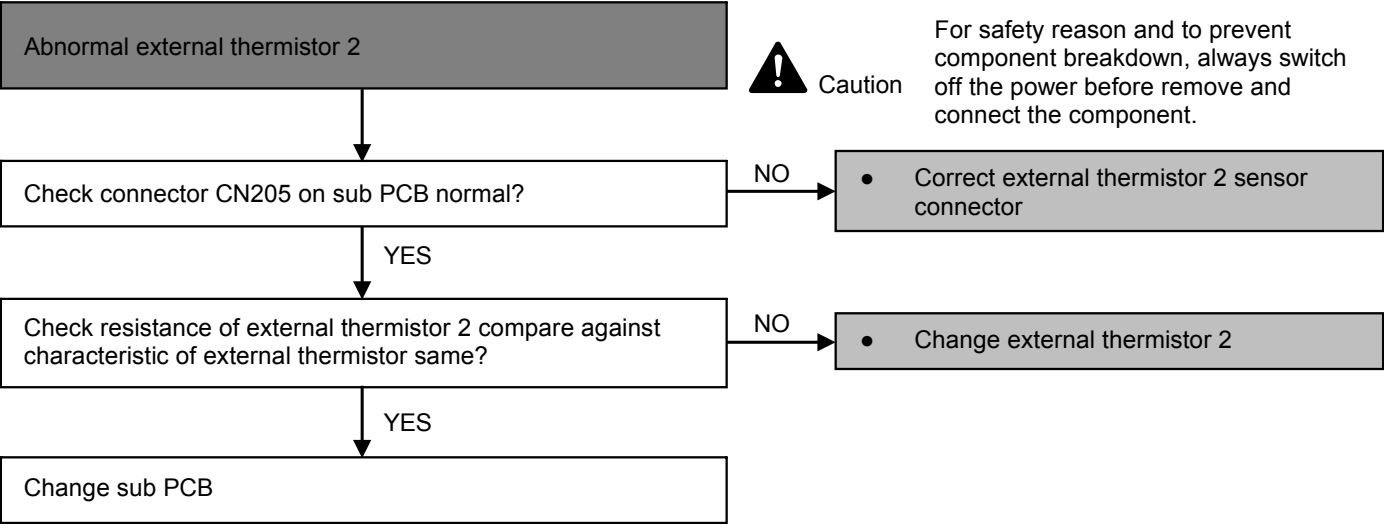 Abnormal external thermistor 2
Caution
For safety reason and to prevent
component breakdown, always switch
off the power before remove and
connect the component.
Check connector CN205 on sub PCB normal?
NO
● Correct external thermistor 2 sensor
connector
YES
Check resistance of external thermistor 2 compare against
characteristic of external thermistor same?
NO
● Change external thermistor 2
YES
Change sub PCB